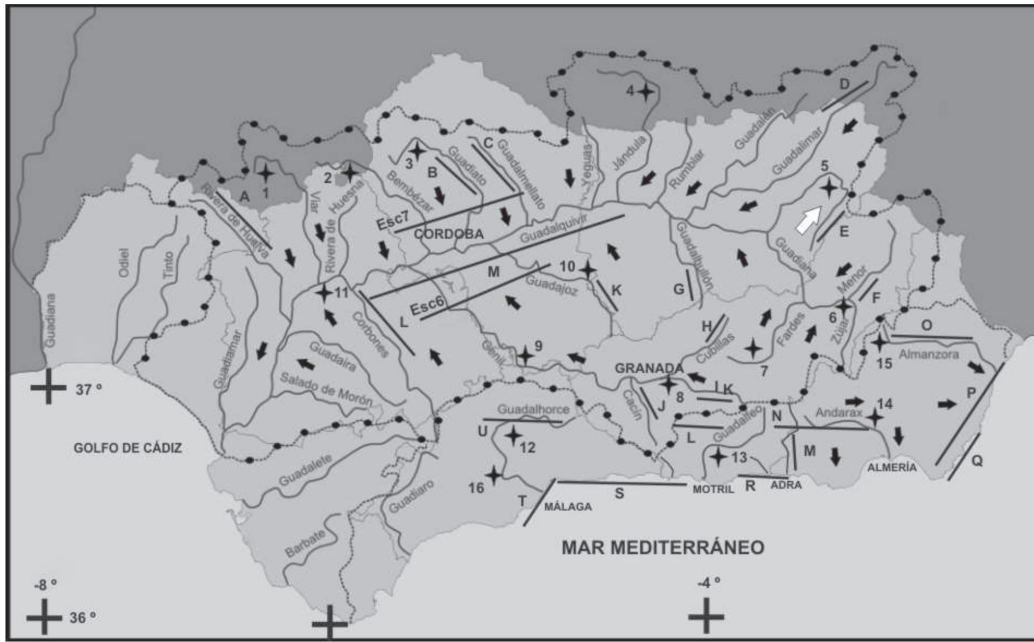 4
D
Guadalén
Guadalimar
C
3
Guadiato
B
Guadalmellato
Yeguas
Jándula
Rumblar
5
A
1
2
Rivera de Huelva
Viar
Rivera de Huesna
Bembézar
Esc7
CÓRDOBA
Guadalquivir
Guadalbullón
Guadiana
E
Odiel
Tinto
Menor
M
10
Guadajoz
K
G
F
11
L
Esc6
6
Guadiana
Guadiamar
Corbones
H
Cubillas
Fardes
Zújar
O
Genil
9
7
15
Almanzora
Guadaira
GRANADA
8
I
K
P
37 º
Salado de Morón
Cacín
J
14
Guadalhorce
Guadalfeo
N
Andarax
GOLFO DE CÁDIZ
U
12
L
13
M
ALMERÍA
Q
Guadalete
16
Guadiaro
S
MOTRIL
R
ADRA
T
MÁLAGA
Barbate
MAR MEDITERRÁNEO
-8 º
-4 º
36 º